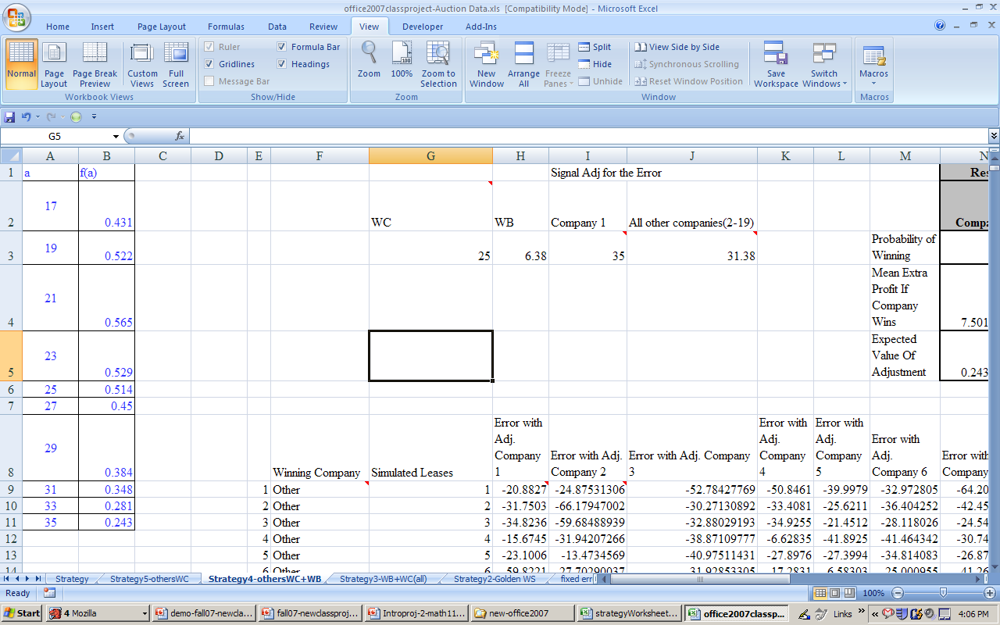 office2007classproject-Auction Data.xls [Compatibility Mode] - Microsoft Excel
Home Insert Page Layout Formulas Data Review View Developer Add-Ins
Normal
Page Layout
Page Break Preview
Custom Views
Full Screen
Workbook Views
Ruler Formula Bar
Gridlines Headings
Message Bar
Show/Hide
Zoom
100%
Zoom to Selection
Zoom
New Window
Arrange All
Freeze Panes
Split
Hide
Unhide
View Side by Side
Synchronous Scrolling
Reset Window Position
Window
Save Workspace
Switch Windows
Macros
Macros
G5 fx
A B C D E F G H I J K L M N
1 a f(a) Signal Adj for the Error Res
2 17 0.431 WC WB Company 1 All other companies(2-19) Compa
3 19 0.522 25 6.38 35 31.38 Probability of Winning
4 21 0.565 Mean Extra Profit If Company Wins 7.501
5 23 0.529 Expected Value Of Adjustment 0.243
6 25 0.514
7 27 0.45
8 29 0.384 Winning Company Simulated Leases Error with Adj. Company 1 Error with Adj. Company 2 Error with Adj. Company 3 Error with Adj. Company 4 Error with Adj. Company 5 Error with Adj. Company 6 Error with Company
9 31 0.348 1 Other 1 -20.8827 -24.87531306 -52.78427769 -50.8461 -39.9979 -32.972805 -64.20
10 33 0.281 2 Other 2 -31.7503 -66.17947002 -30.27130892 -33.4081 -25.6211 -36.404252 -42.45
11 35 0.243 3 Other 3 -34.8236 -59.68488939 -32.88029193 -34.9255 -21.4512 -28.118026 -24.54
12 4 Other 4 -15.6745 -31.94207266 -38.87109777 -6.62835 -41.8925 -41.464342 -30.74
13 5 Other 5 -23.1006 -13.4734569 -40.97511431 -27.8976 -27.3994 -34.814083 -26.87
14 6 Other 6
Strategy Strategy5-othersWC Strategy4-othersWC+WB Strategy3-WB+WC(all) Strategy2-Golden WS fixed err
Ready 100%
Start 4 Mozilla demo-fall07-newcla... fall07-newclassproj... Introproj-2-math11... new-office2007 strategyWorksheet... office2007classp... Links 4:06 PM